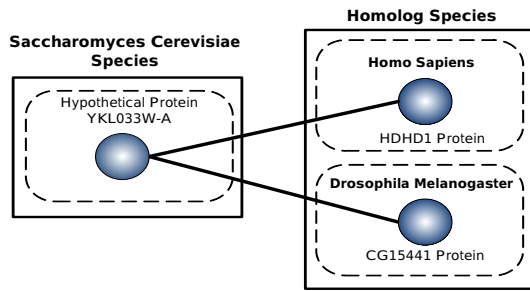 Saccharomyces Cerevisiae
Species
Hypothetical Protein
YKL033W-A
Homolog Species
Homo Sapiens
HDHD1 Protein
Drosophila Melanogaster
CG15441 Protein